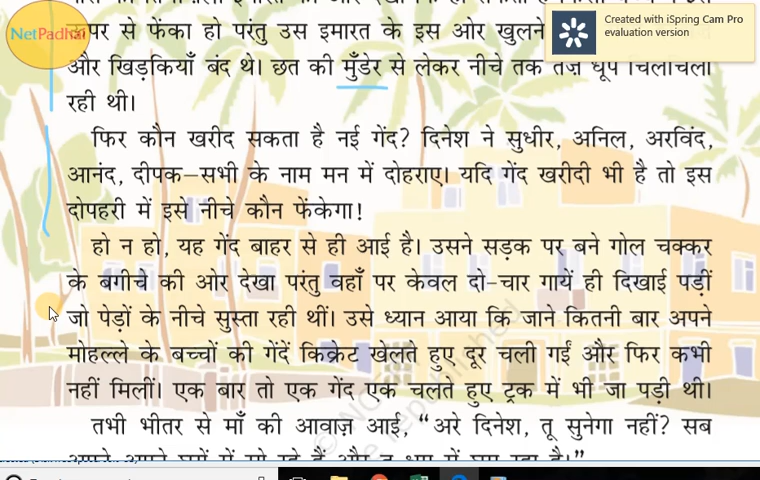 NetPadhai
Created with iSpring Cam Pro
evaluation version
ऊपर से फेंका हो परंतु उस इमारत के इस ओर खुलने
और खिड़कियाँ बंद थे। छत की मुँडेर से लेकर नीचे तक तेज़ धूप चिलचिला
रही थी।
फिर कौन खरीद सकता है नई गेंद? दिनेश ने सुधीर, अनिल, अरविंद,
आनंद, दीपक–सभी के नाम मन में दोहराए। यदि गेंद खरीदी भी है तो इस
दोपहरी में इसे नीचे कौन फेंकेगा!
हो न हो, यह गेंद बाहर से ही आई है। उसने सड़क पर बने गोल चक्कर
के बगीचे की ओर देखा परंतु वहाँ पर केवल दो-चार गायें ही दिखाई पड़ीं
जो पेड़ों के नीचे सुस्ता रही थीं। उसे ध्यान आया कि जाने कितनी बार अपने
मोहल्ले के बच्चों की गेंदें क्रिकेट खेलते हुए दूर चली गईं और फिर कभी
नहीं मिलीं। एक बार तो एक गेंद एक चलते हुए ट्रक में भी जा पड़ी थी।
तभी भीतर से माँ की आवाज़ आई, “अरे दिनेश, तू सुनेगा नहीं? सब